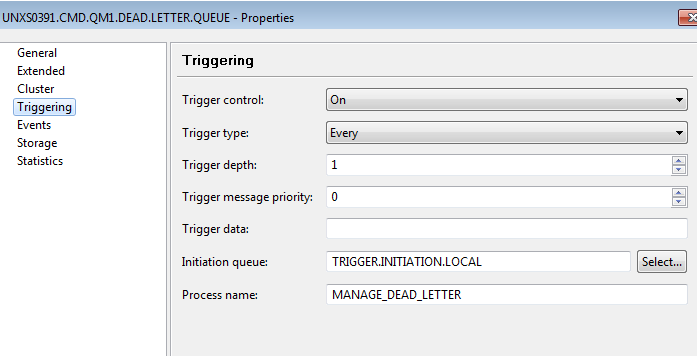 UNXS0391.CMD.QM1.DEAD.LETTER.QUEUE - Properties
General
Extended
Cluster
Triggering
Events
Storage
Statistics
Triggering
Trigger control: On
Trigger type: Every
Trigger depth: 1
Trigger message priority: 0
Trigger data:
Initiation queue: TRIGGER.INITIATION.LOCAL Select...
Process name: MANAGE_DEAD_LETTER